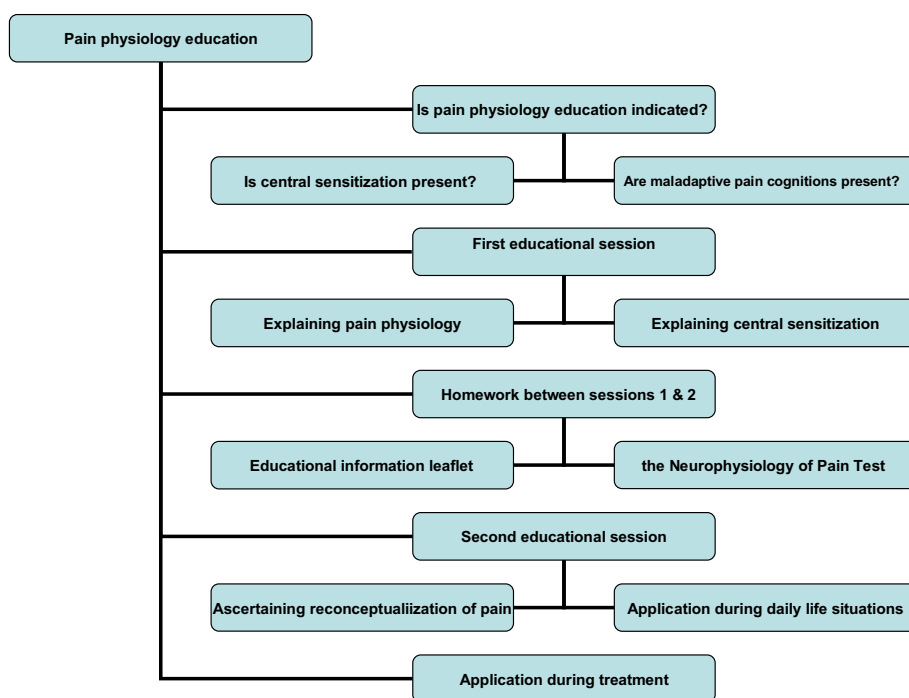 Pain physiology education
Is pain physiology education indicated?
Is central sensitization present?
Are maladaptive pain cognitions present?
First educational session
Explaining pain physiology
Explaining central sensitization
Homework between sessions 1 & 2
Educational information leaflet
the Neurophysiology of Pain Test
Second educational session
Ascertaining reconceptualiization of pain
Application during daily life situations
Application during treatment